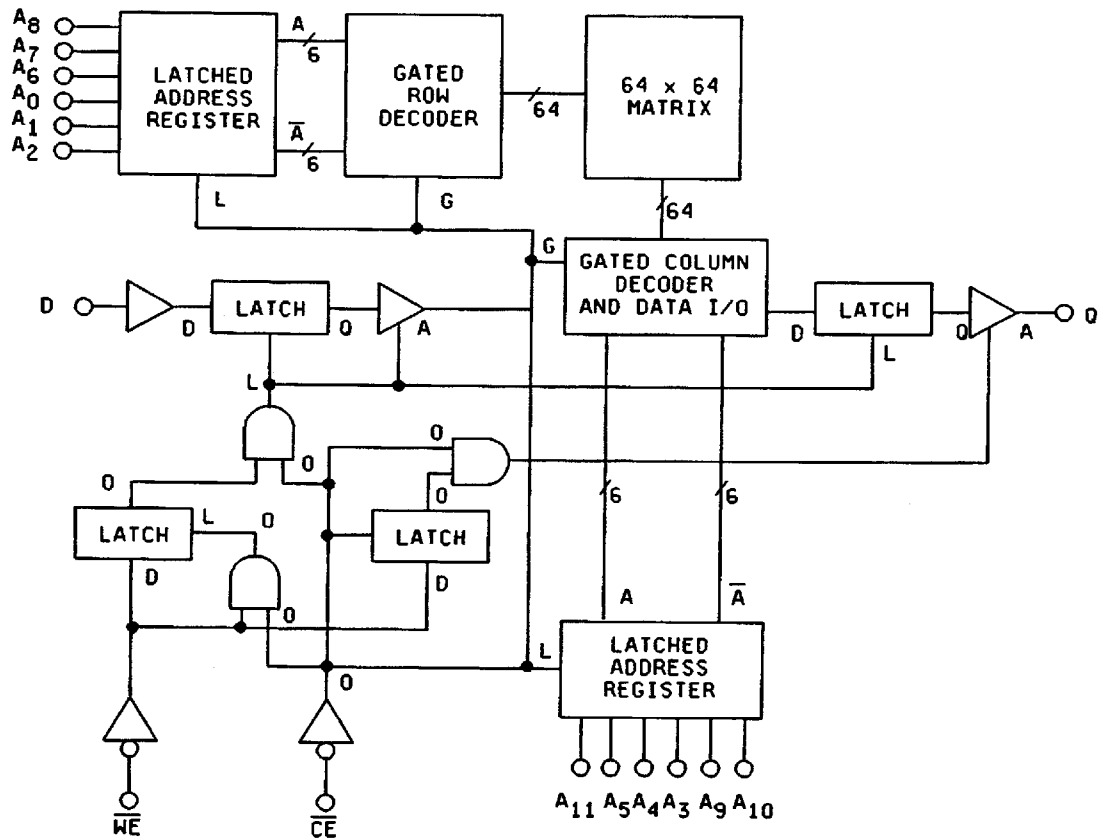 A8
A7
A6
A0
A1
A2
LATCHED
ADDRESS
REGISTER
A
6
A̅
6
GATED
ROW
DECODER
64
64 x 64
MATRIX
L
G
64
G
GATED COLUMN
DECODER
AND DATA I/O
D
D
LATCH
Q
A
D
LATCH
Q
A
Q
L
L
O
O
O
O
LATCH
L
O
LATCH
D
O
D
6
6
A
A̅
L
LATCHED
ADDRESS
REGISTER
O
A11
A5
A4
A3
A9
A10
W̅E̅
C̅E̅